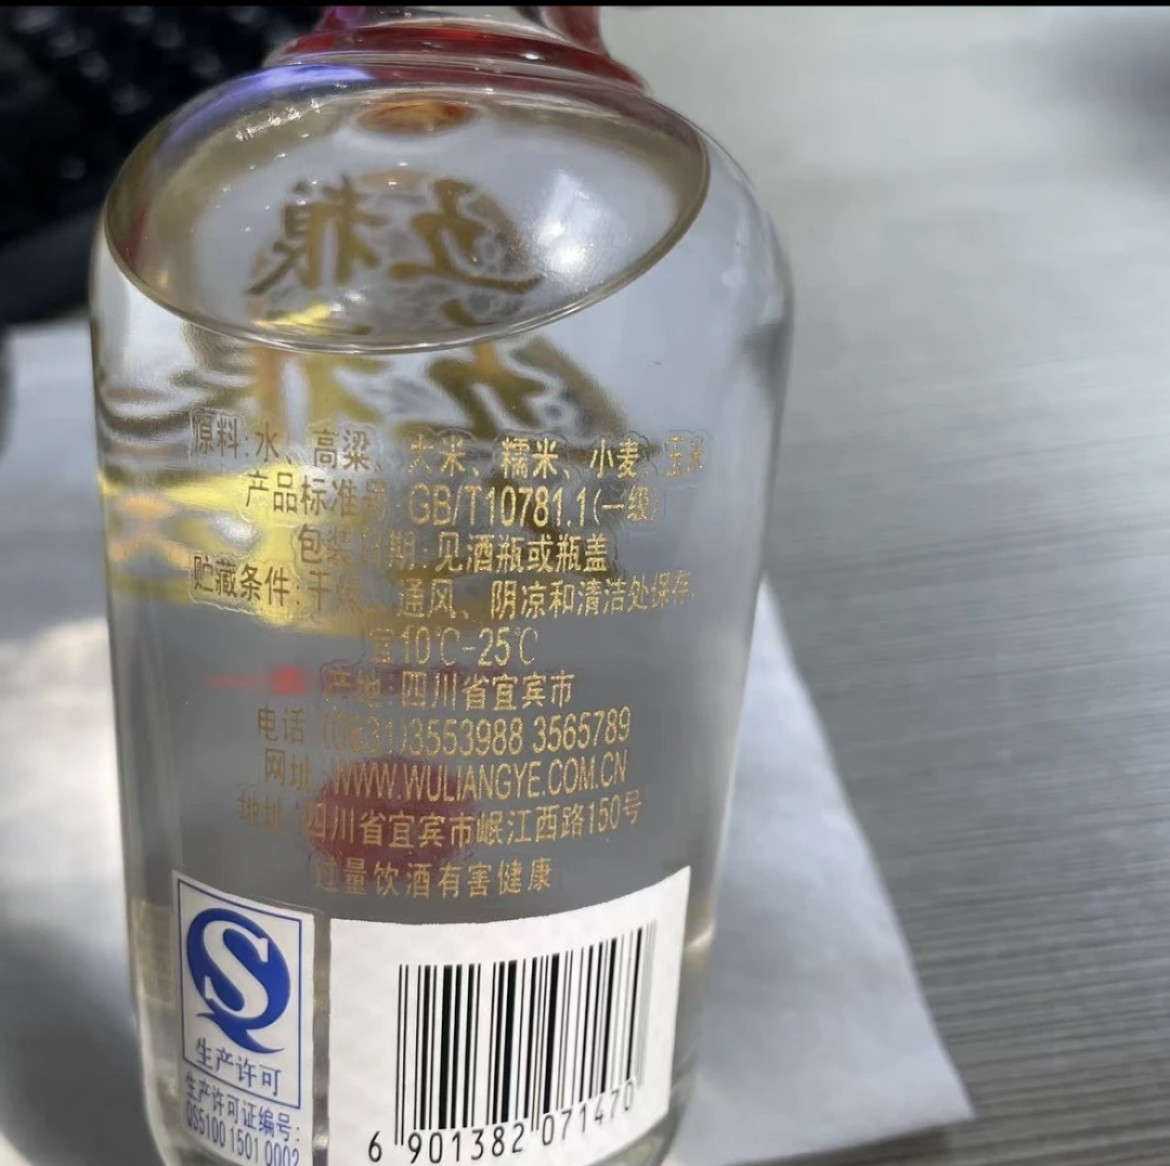 原料:水、高粱、大米、糯米、小麦、玉米
产品标准号:GB/T10781.1(一级)
包装日期:见酒瓶或瓶盖
贮藏条件:干燥、通风、阴凉和清洁处保存,
宜10℃-25℃
产地:四川省宜宾市
电话:(0831)3553988 3565789
网址:WWW.WULIANGYE.COM.CN
地址:四川省宜宾市岷江西路150号
过量饮酒有害健康
生产许可
生产许可证编号:
QS5100 1501 0002
6 901382 071470